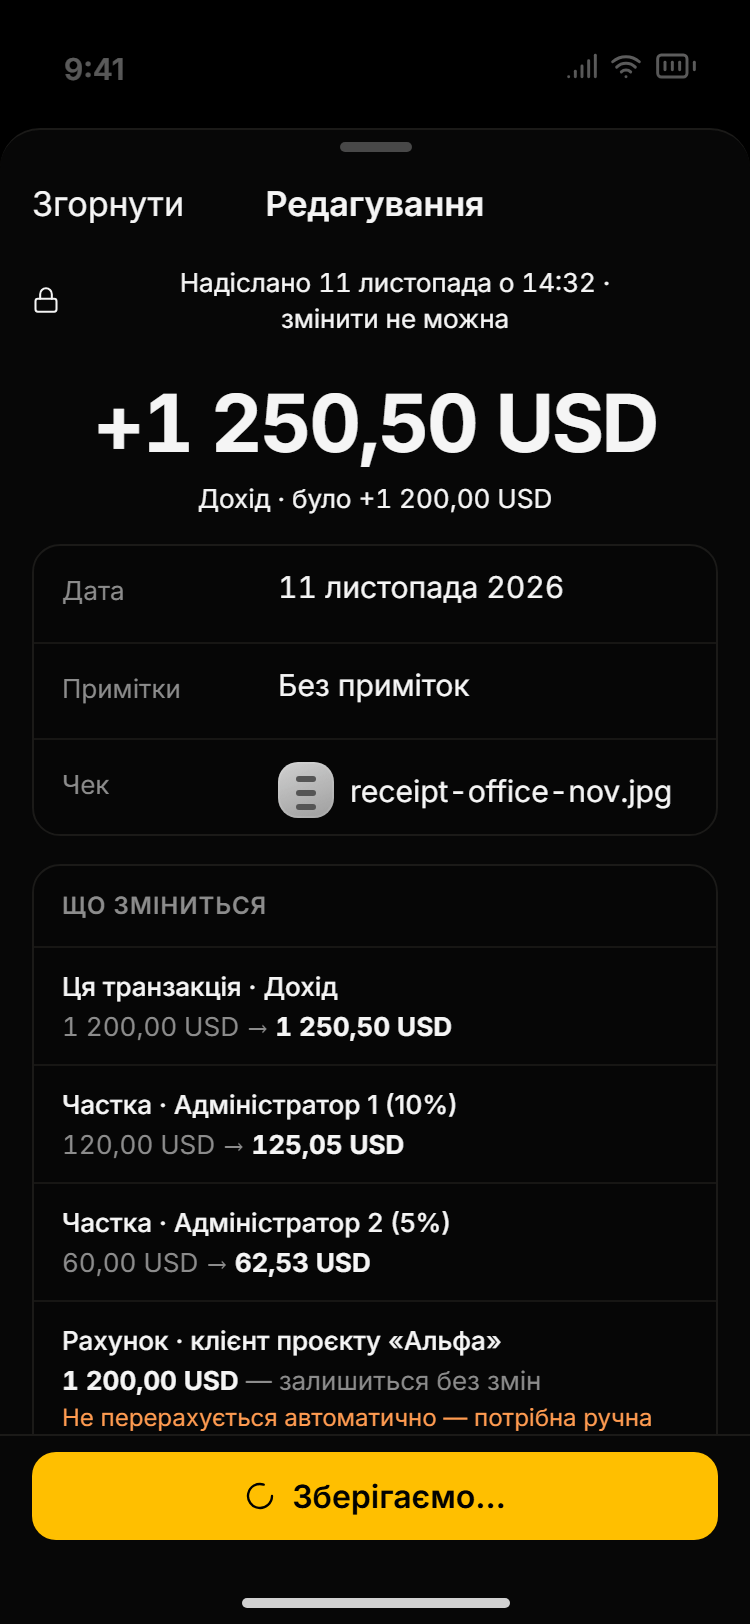 9:41
Згорнути
Редагування
Надіслано 11 листопада о 14:32 ·
змінити не можна
+1 250,50 USD
Дохід · було +1 200,00 USD
Дата
11 листопада 2026
Примітки
Без приміток
Чек
receipt-office-nov.jpg
ЩО ЗМІНИТЬСЯ
Ця транзакція · Дохід
1 200,00 USD → 1 250,50 USD
Частка · Адміністратор 1 (10%)
120,00 USD → 125,05 USD
Частка · Адміністратор 2 (5%)
60,00 USD → 62,53 USD
Рахунок · клієнт проєкту «Альфа»
1 200,00 USD — залишиться без змін
Не перерахується автоматично — потрібна ручна
Зберігаємо…